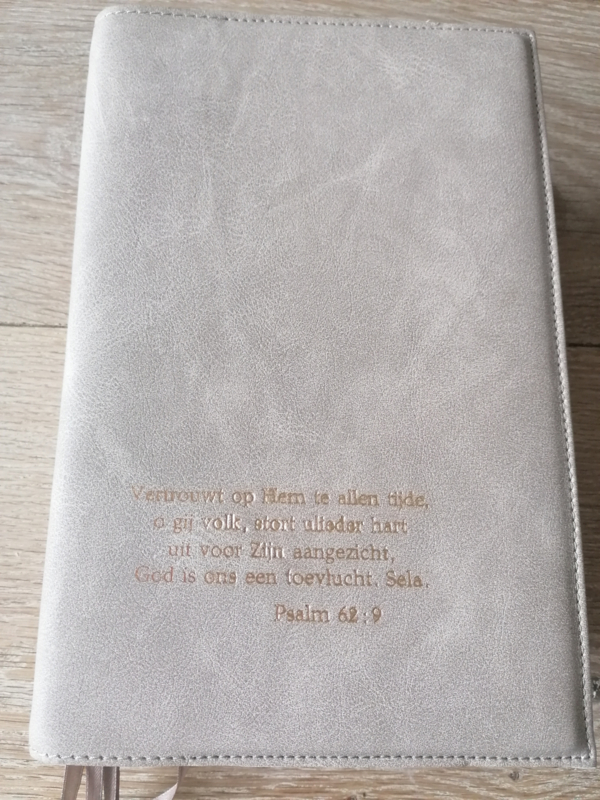 Vertrouwt op Hem te allen tijde,
o gij volk, stort ulieder hart
uit voor Zijn aangezicht,
God is ons een toevlucht. Sela.
Psalm 62:9